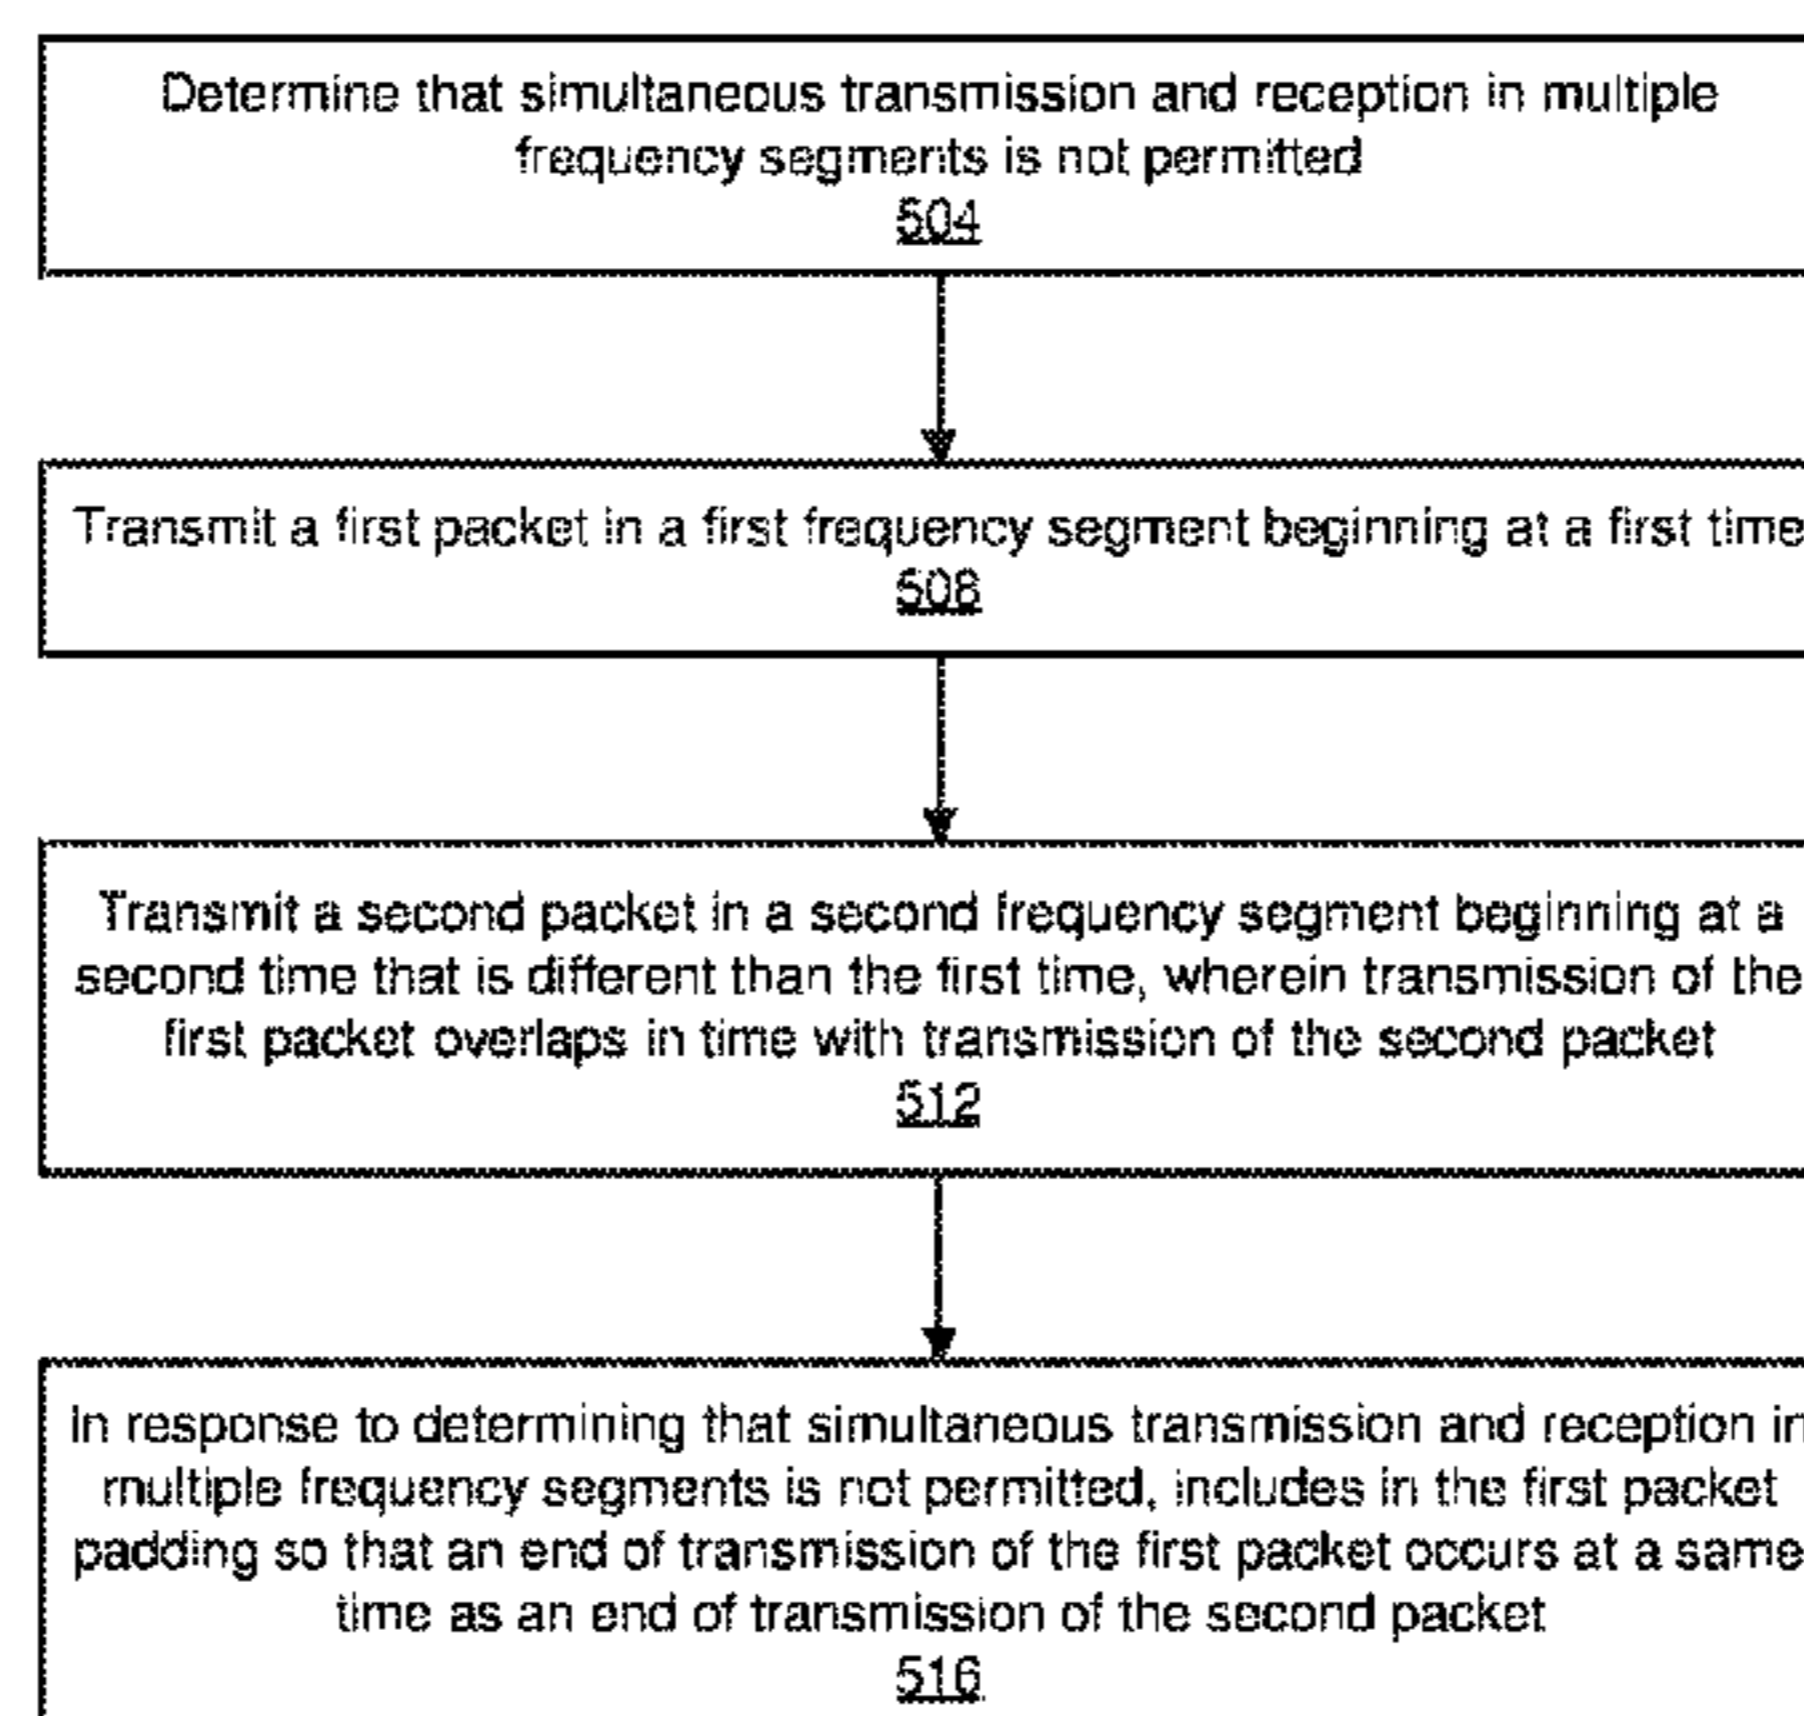 Determine that simultaneous transmission and reception in multiple
frequency segments is not permitted
504
Transmit a first packet in a first frequency segment beginning at a first time
508
Transmit a second packet in a second frequency segment beginning at a
second time that is different than the first time, wherein transmission of the
first packet overlaps in time with transmission of the second packet
512
In response to determining that simultaneous transmission and reception in
multiple frequency segments is not permitted, includes in the first packet
padding so that an end of transmission of the first packet occurs at a same
time as an end of transmission of the second packet
516